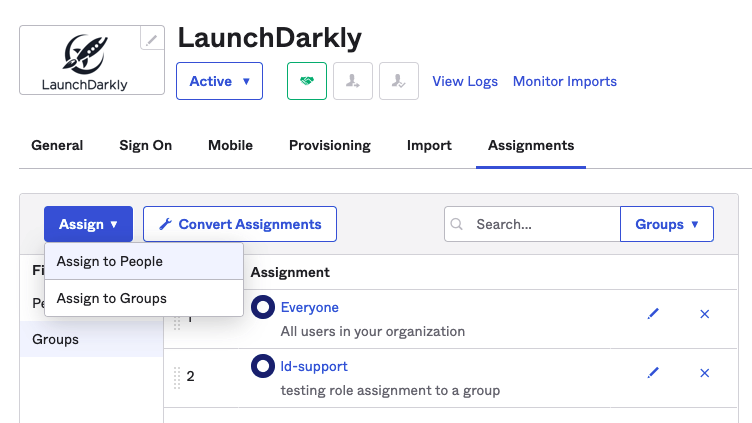 LaunchDarkly
LaunchDarkly
Active ▼ View Logs Monitor Imports
General Sign On Mobile Provisioning Import Assignments
Assign ▼ Convert Assignments Search... Groups ▼
Assign to People
Fi Assignment
Assign to Groups
Pe
1 Everyone
All users in your organization
Groups
2 ld-support
testing role assignment to a group